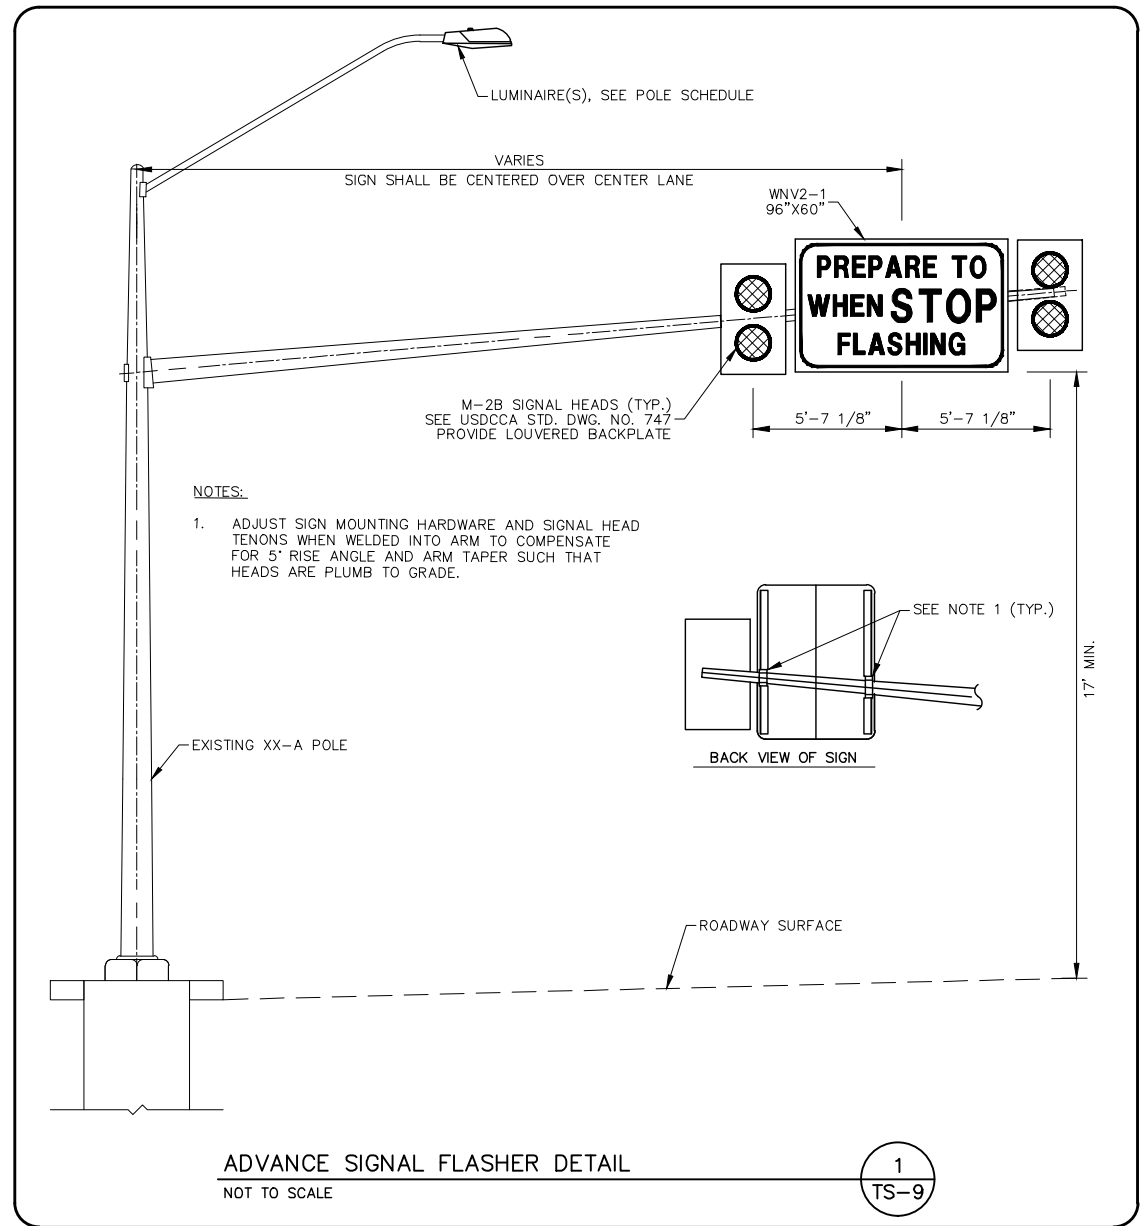 LUMINAIRE(S), SEE POLE SCHEDULE
VARIES
SIGN SHALL BE CENTERED OVER CENTER LANE
WNV2-1
96"X60"
PREPARE TO
WHEN STOP
FLASHING
M-2B SIGNAL HEADS (TYP.)
SEE USDCCA STD. DWG. NO. 747
PROVIDE LOUVERED BACKPLATE
5'-7 1/8"
5'-7 1/8"
NOTES:
1. ADJUST SIGN MOUNTING HARDWARE AND SIGNAL HEAD
TENONS WHEN WELDED INTO ARM TO COMPENSATE
FOR 5° RISE ANGLE AND ARM TAPER SUCH THAT
HEADS ARE PLUMB TO GRADE.
SEE NOTE 1 (TYP.)
17' MIN.
EXISTING XX-A POLE
BACK VIEW OF SIGN
ROADWAY SURFACE
ADVANCE SIGNAL FLASHER DETAIL
NOT TO SCALE
1
TS-9